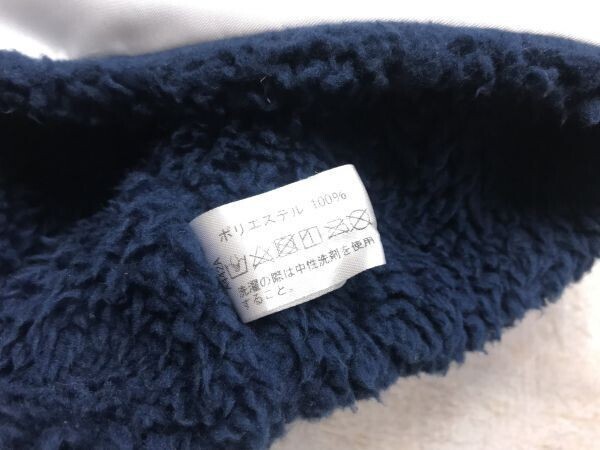 ポリエステル 100%
洗濯の際は中性洗剤を使用
すること。